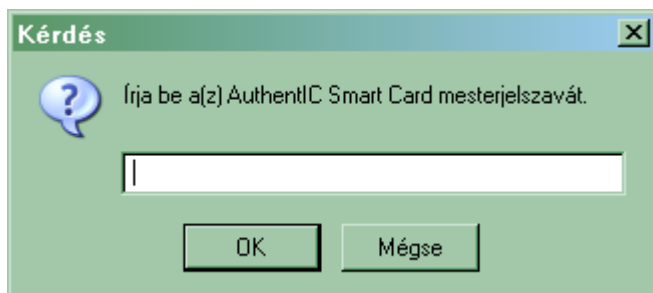 Kérdés
Írja be a(z) AuthentIC Smart Card mesterjelszavát.
OK
Mégse